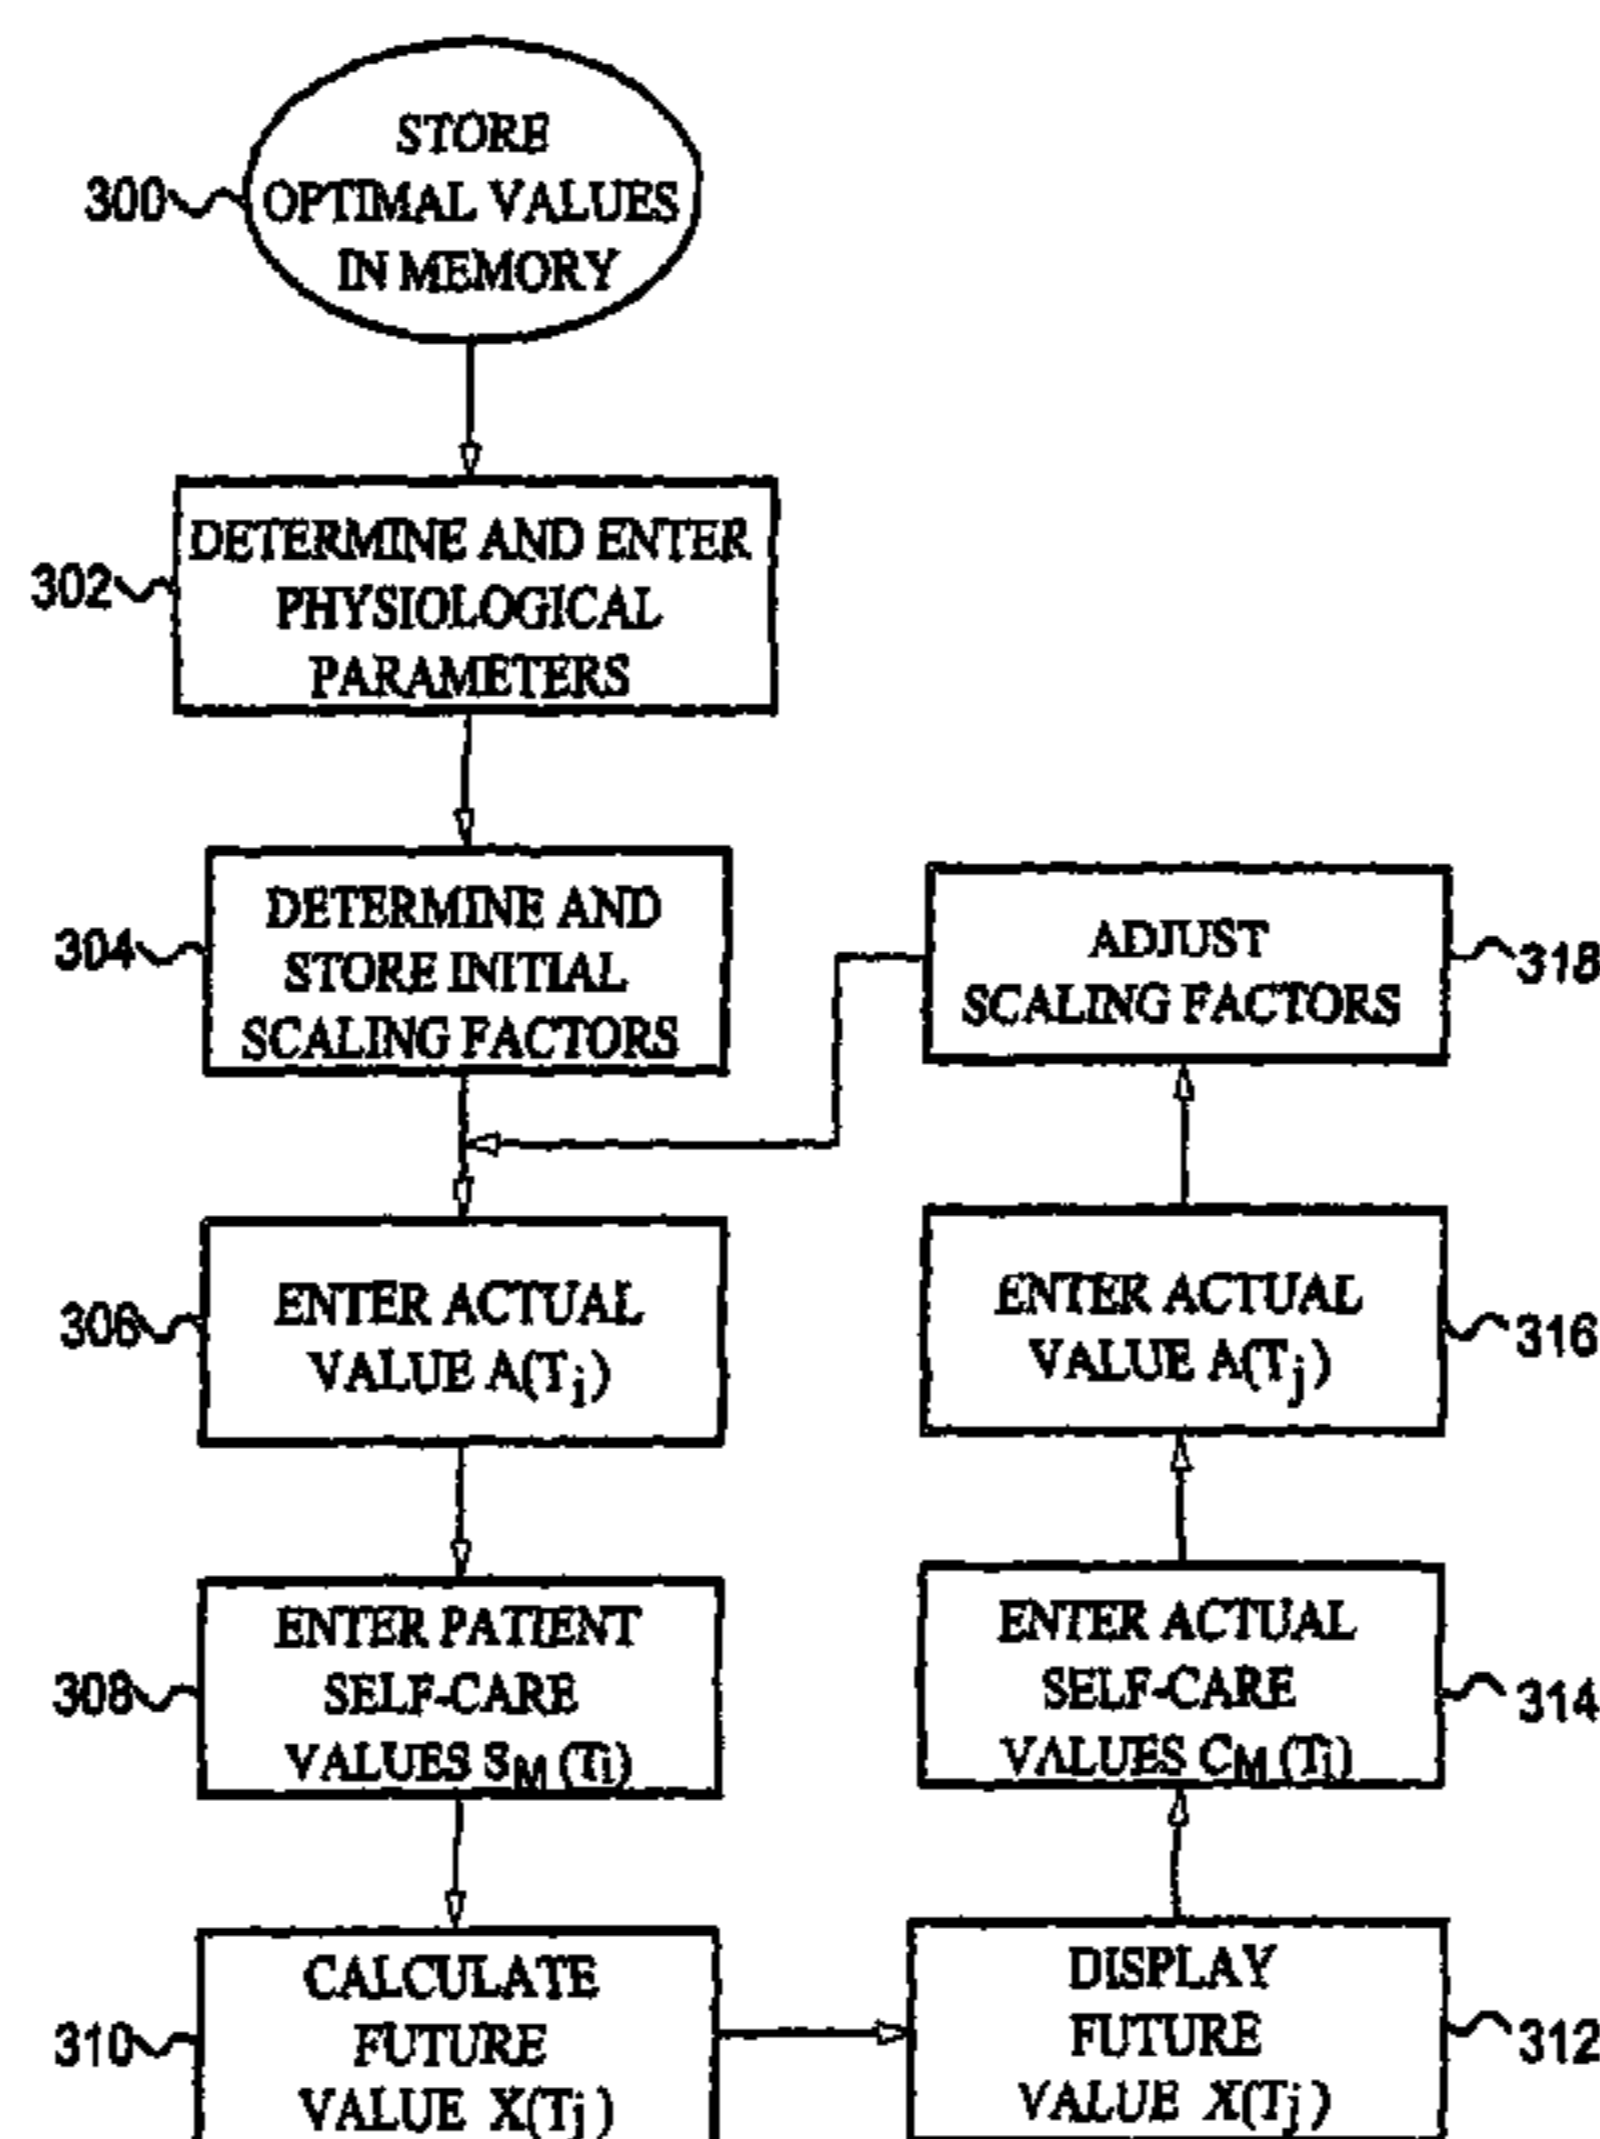 STORE
OPTIMAL VALUES
IN MEMORY
300
DETERMINE AND ENTER
PHYSIOLOGICAL
PARAMETERS
302
DETERMINE AND
STORE INITIAL
SCALING FACTORS
304
ENTER ACTUAL
VALUE A(Ti)
306
ENTER PATIENT
SELF-CARE
VALUES SM (Ti)
308
CALCULATE
FUTURE
VALUE X(Tj)
310
DISPLAY
FUTURE
VALUE X(Tj)
312
ENTER ACTUAL
SELF-CARE
VALUES CM (Ti)
314
ENTER ACTUAL
VALUE A(Tj)
316
ADJUST
SCALING FACTORS
318